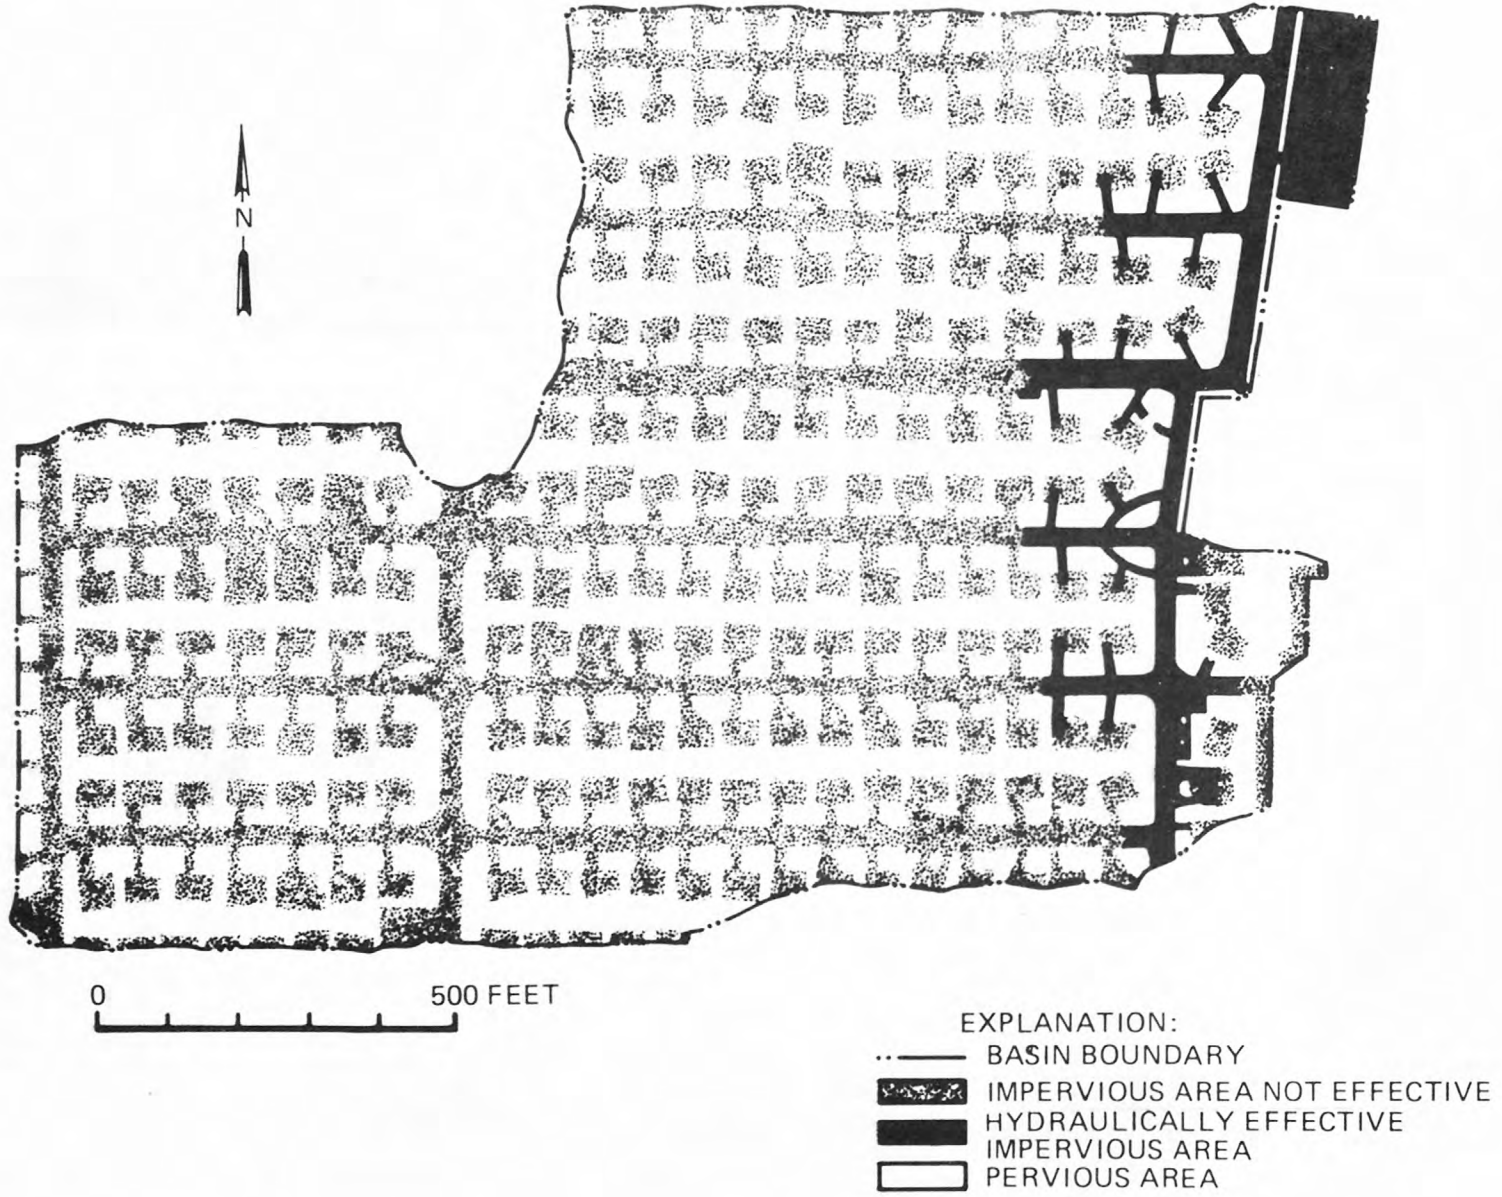 N
0 500 FEET
EXPLANATION:
BASIN BOUNDARY
IMPERVIOUS AREA NOT EFFECTIVE
HYDRAULICALLY EFFECTIVE
IMPERVIOUS AREA
PERVIOUS AREA